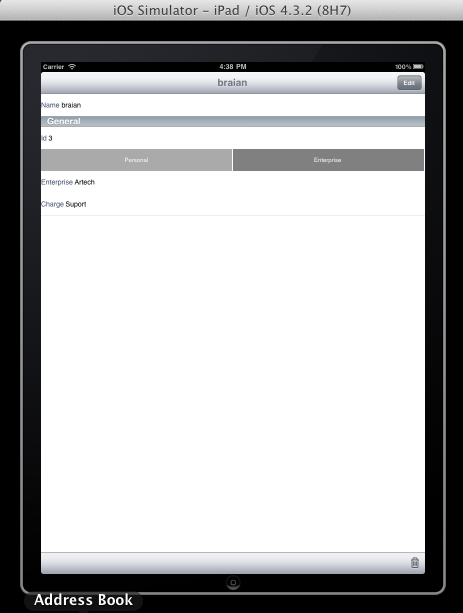 iOS Simulator – iPad / iOS 4.3.2 (8H7)
Carrier 4:38 PM 100%
braian Edit
Name braian
General
Id 3
Personal Enterprise
Enterprise Artech
Charge Suport
Address Book